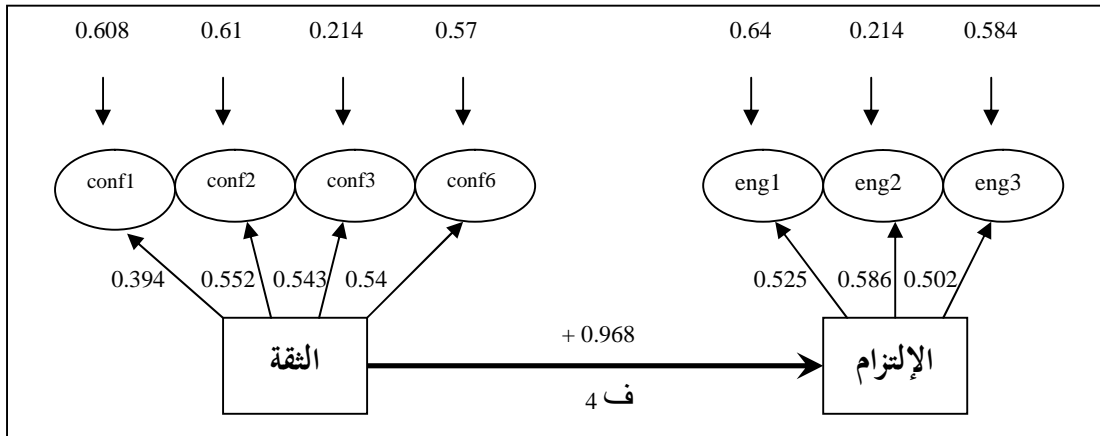 0.608 0.61 0.214 0.57 0.64 0.214 0.584
conf1 conf2 conf3 conf6 eng1 eng2 eng3
0.394 0.552 0.543 0.54 0.525 0.586 0.502
+ 0.968
الثقة الإلتزام
ف 4